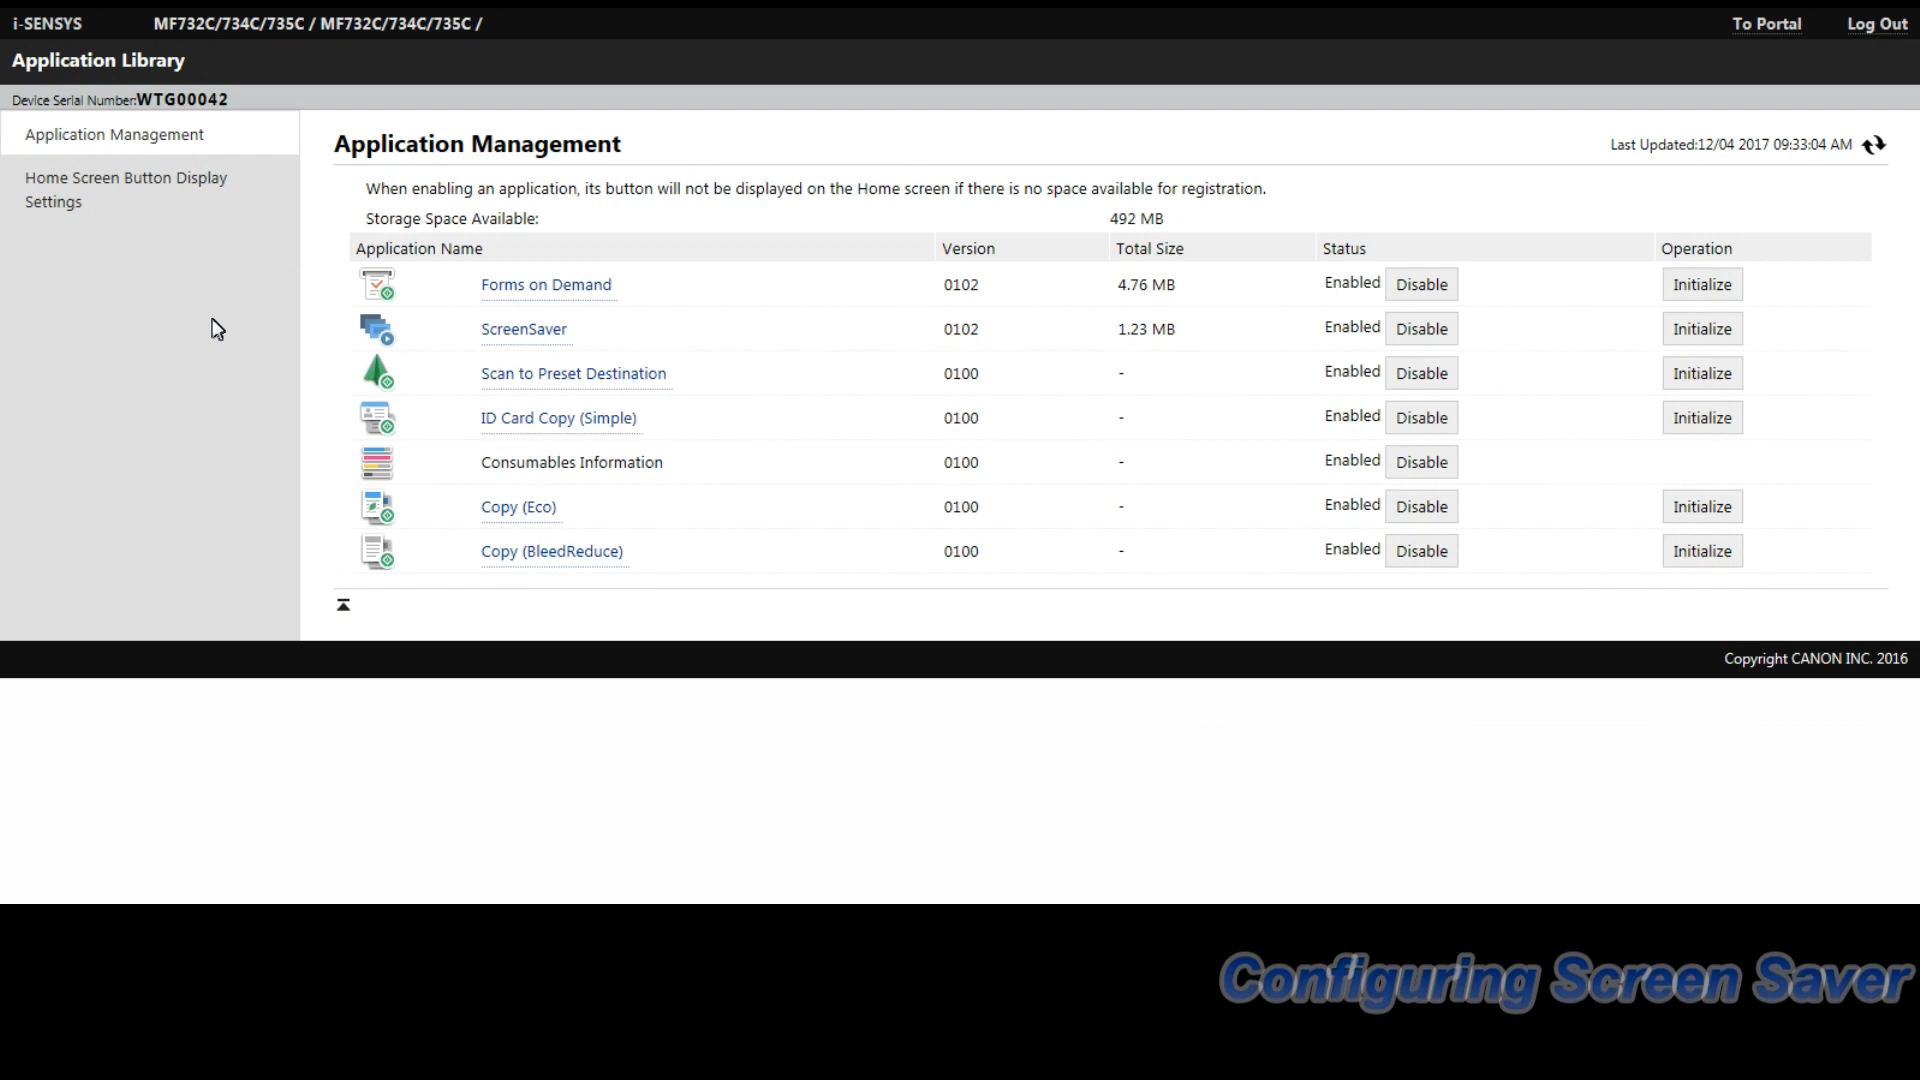 i-SENSYS MF732C/734C/735C / MF732C/734C/735C / To Portal Log Out
Application Library
Device Serial Number:WTG00042
Application Management
Home Screen Button Display
Settings
Application Management Last Updated:12/04 2017 09:33:04 AM
When enabling an application, its button will not be displayed on the Home screen if there is no space available for registration.
Storage Space Available: 492 MB
Application Name Version Total Size Status Operation
Forms on Demand 0102 4.76 MB Enabled Disable Initialize
ScreenSaver 0102 1.23 MB Enabled Disable Initialize
Scan to Preset Destination 0100 - Enabled Disable Initialize
ID Card Copy (Simple) 0100 - Enabled Disable Initialize
Consumables Information 0100 - Enabled Disable
Copy (Eco) 0100 - Enabled Disable Initialize
Copy (BleedReduce) 0100 - Enabled Disable Initialize
Copyright CANON INC. 2016
Configuring Screen Saver